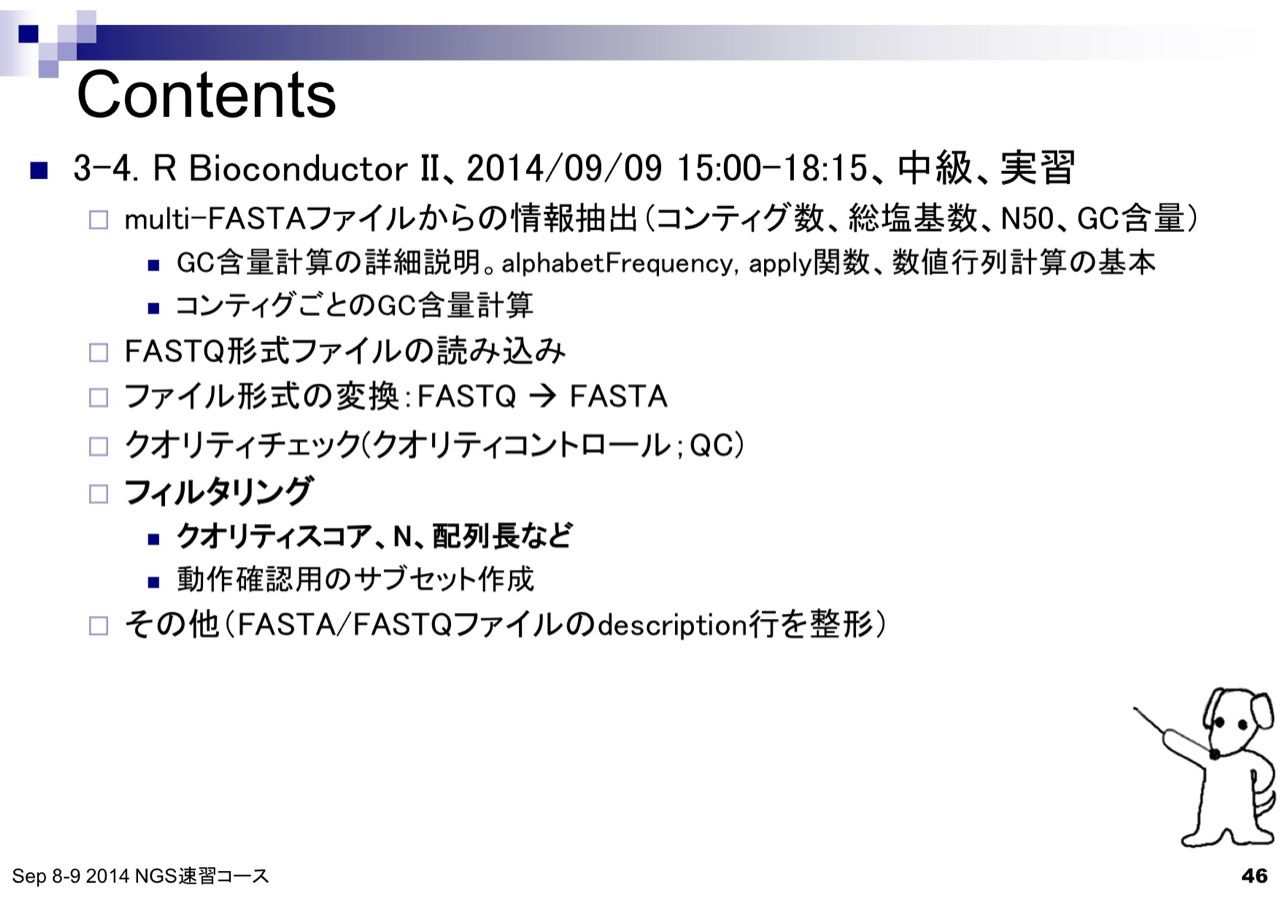 Contents
3-4. R Bioconductor II、2014/09/09 15:00-18:15、中級、実習
multi-FASTAファイルからの情報抽出(コンティグ数、総塩基数、N50、GC含量)
GC含量計算の詳細説明。alphabetFrequency, apply関数、数値行列計算の基本
コンティグごとのGC含量計算
FASTQ形式ファイルの読み込み
ファイル形式の変換:FASTQ → FASTA
クオリティチェック(クオリティコントロール;QC)
フィルタリング
クオリティスコア、N、配列長など
動作確認用のサブセット作成
その他(FASTA/FASTQファイルのdescription行を整形)
Sep 8-9 2014 NGS速習コース
46